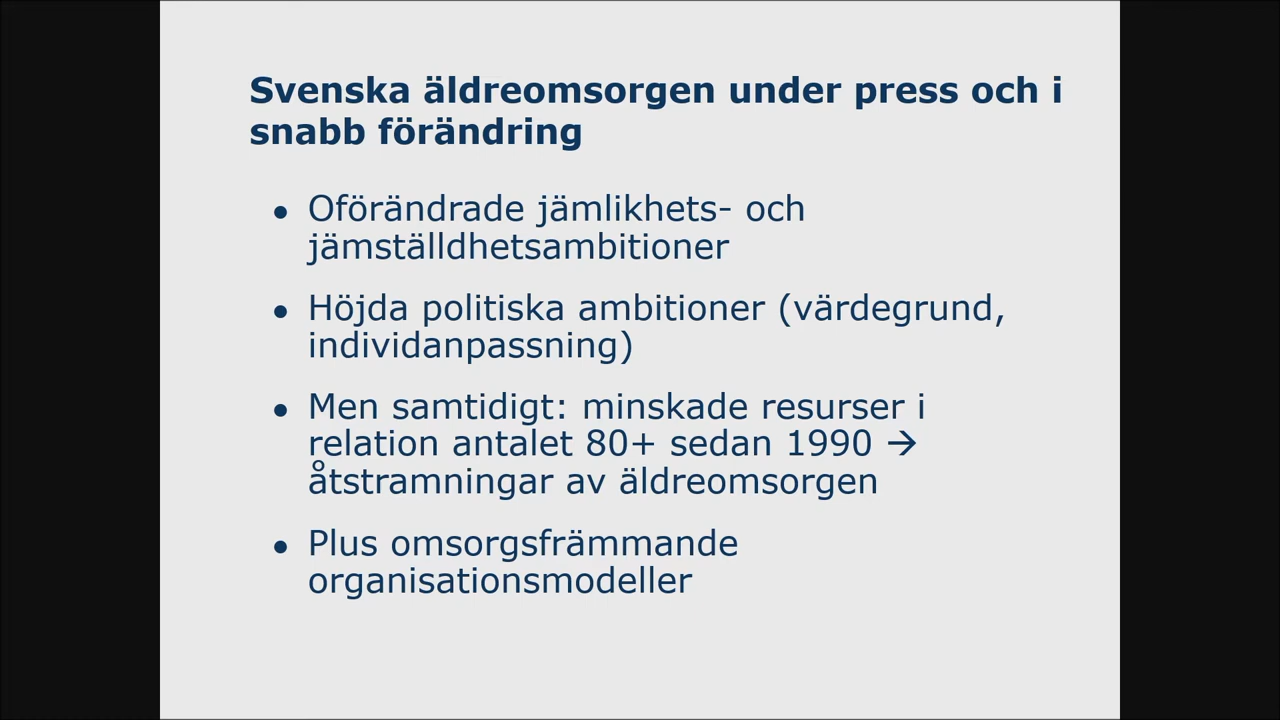 Svenska äldreomsorgen under press och i
snabb förändring
• Oförändrade jämlikhets- och
jämställdhetsambitioner
• Höjda politiska ambitioner (värdegrund,
individanpassning)
• Men samtidigt: minskade resurser i
relation antalet 80+ sedan 1990 →
åtstramningar av äldreomsorgen
• Plus omsorgsfrämmande
organisationsmodeller